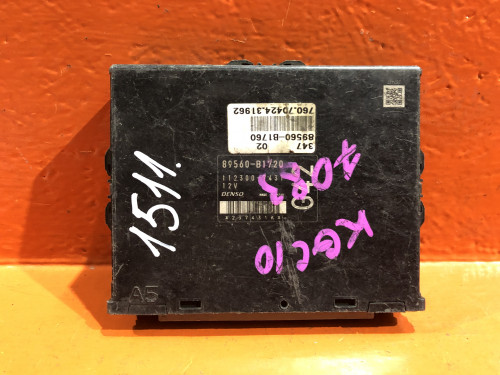 760.70424.31962
89560-B1760
347 02
89560-B1720
12V
DENSO
1511.
KGC10
A5